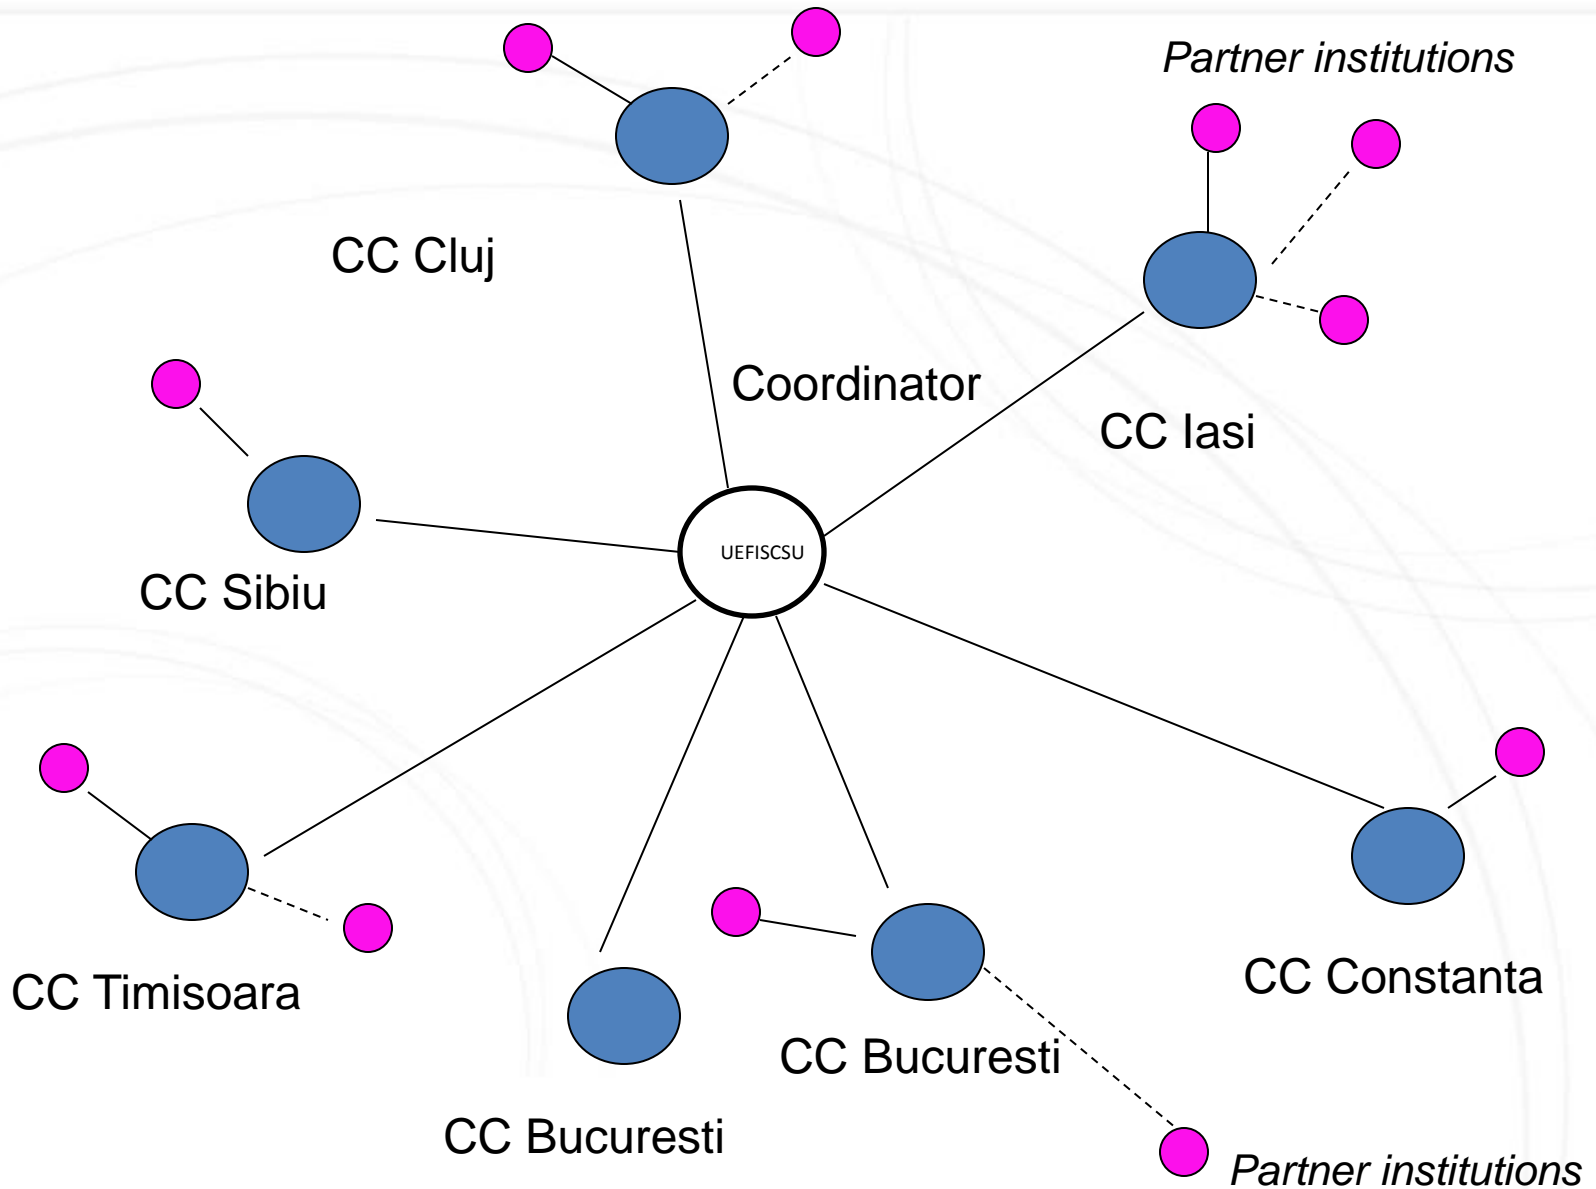 Partner institutions
CC Cluj
Coordinator
CC Iasi
UEFISCSU
CC Sibiu
CC Timisoara
CC Constanta
CC Bucuresti
CC Bucuresti
Partner institutions